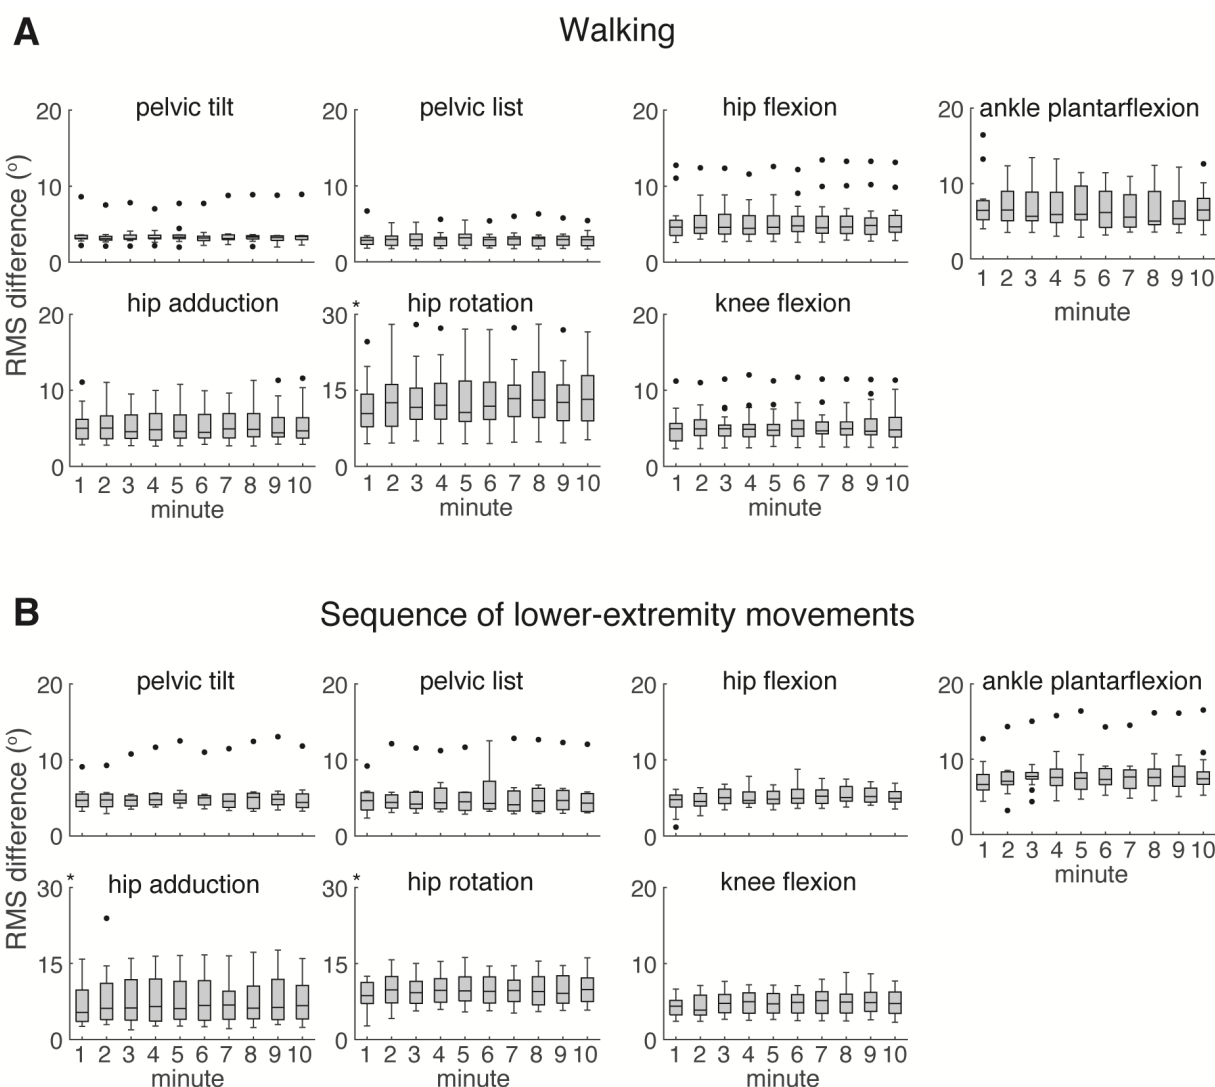 A
Walking
pelvic tilt
pelvic list
hip flexion
ankle plantarflexion
20
10
0
20
10
0
20
10
0
20
10
0
1 2 3 4 5 6 7 8 9 10
minute
RMS difference (o)
hip adduction
* hip rotation
knee flexion
20
10
0
30
15
0
20
10
0
1 2 3 4 5 6 7 8 9 10
1 2 3 4 5 6 7 8 9 10
1 2 3 4 5 6 7 8 9 10
minute
minute
minute
B
Sequence of lower-extremity movements
pelvic tilt
pelvic list
hip flexion
ankle plantarflexion
20
10
0
20
10
0
20
10
0
20
10
0
1 2 3 4 5 6 7 8 9 10
minute
RMS difference (o)
* hip adduction
* hip rotation
knee flexion
30
15
0
30
15
0
20
10
0
1 2 3 4 5 6 7 8 9 10
1 2 3 4 5 6 7 8 9 10
1 2 3 4 5 6 7 8 9 10
minute
minute
minute